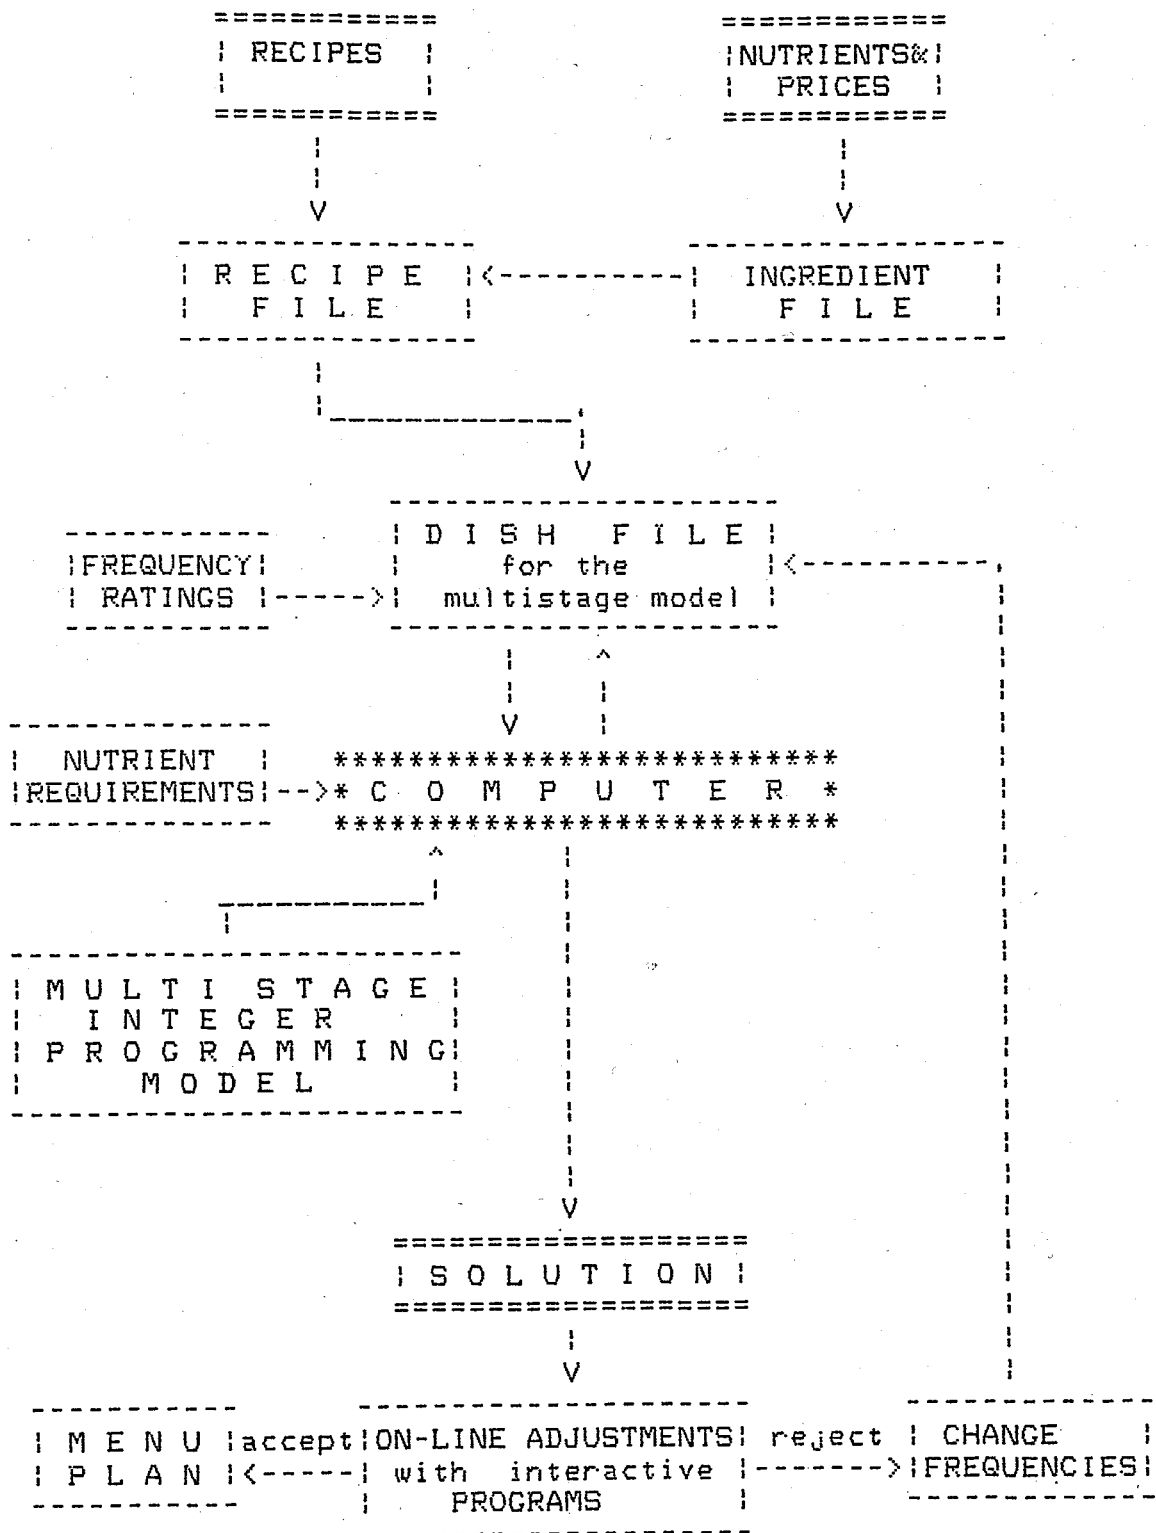 RECIPES
NUTRIENTS&
PRICES
R E C I P E
F I L E
INGREDIENT
F I L E
D I S H F I L E
for the
multistage model
FREQUENCY
RATINGS
NUTRIENT
REQUIREMENTS
C O M P U T E R
M U L T I S T A G E
I N T E G E R
P R O G R A M M I N G
M O D E L
S O L U T I O N
M E N U
P L A N
accept
ON-LINE ADJUSTMENTS
with interactive
PROGRAMS
reject
CHANGE
FREQUENCIES